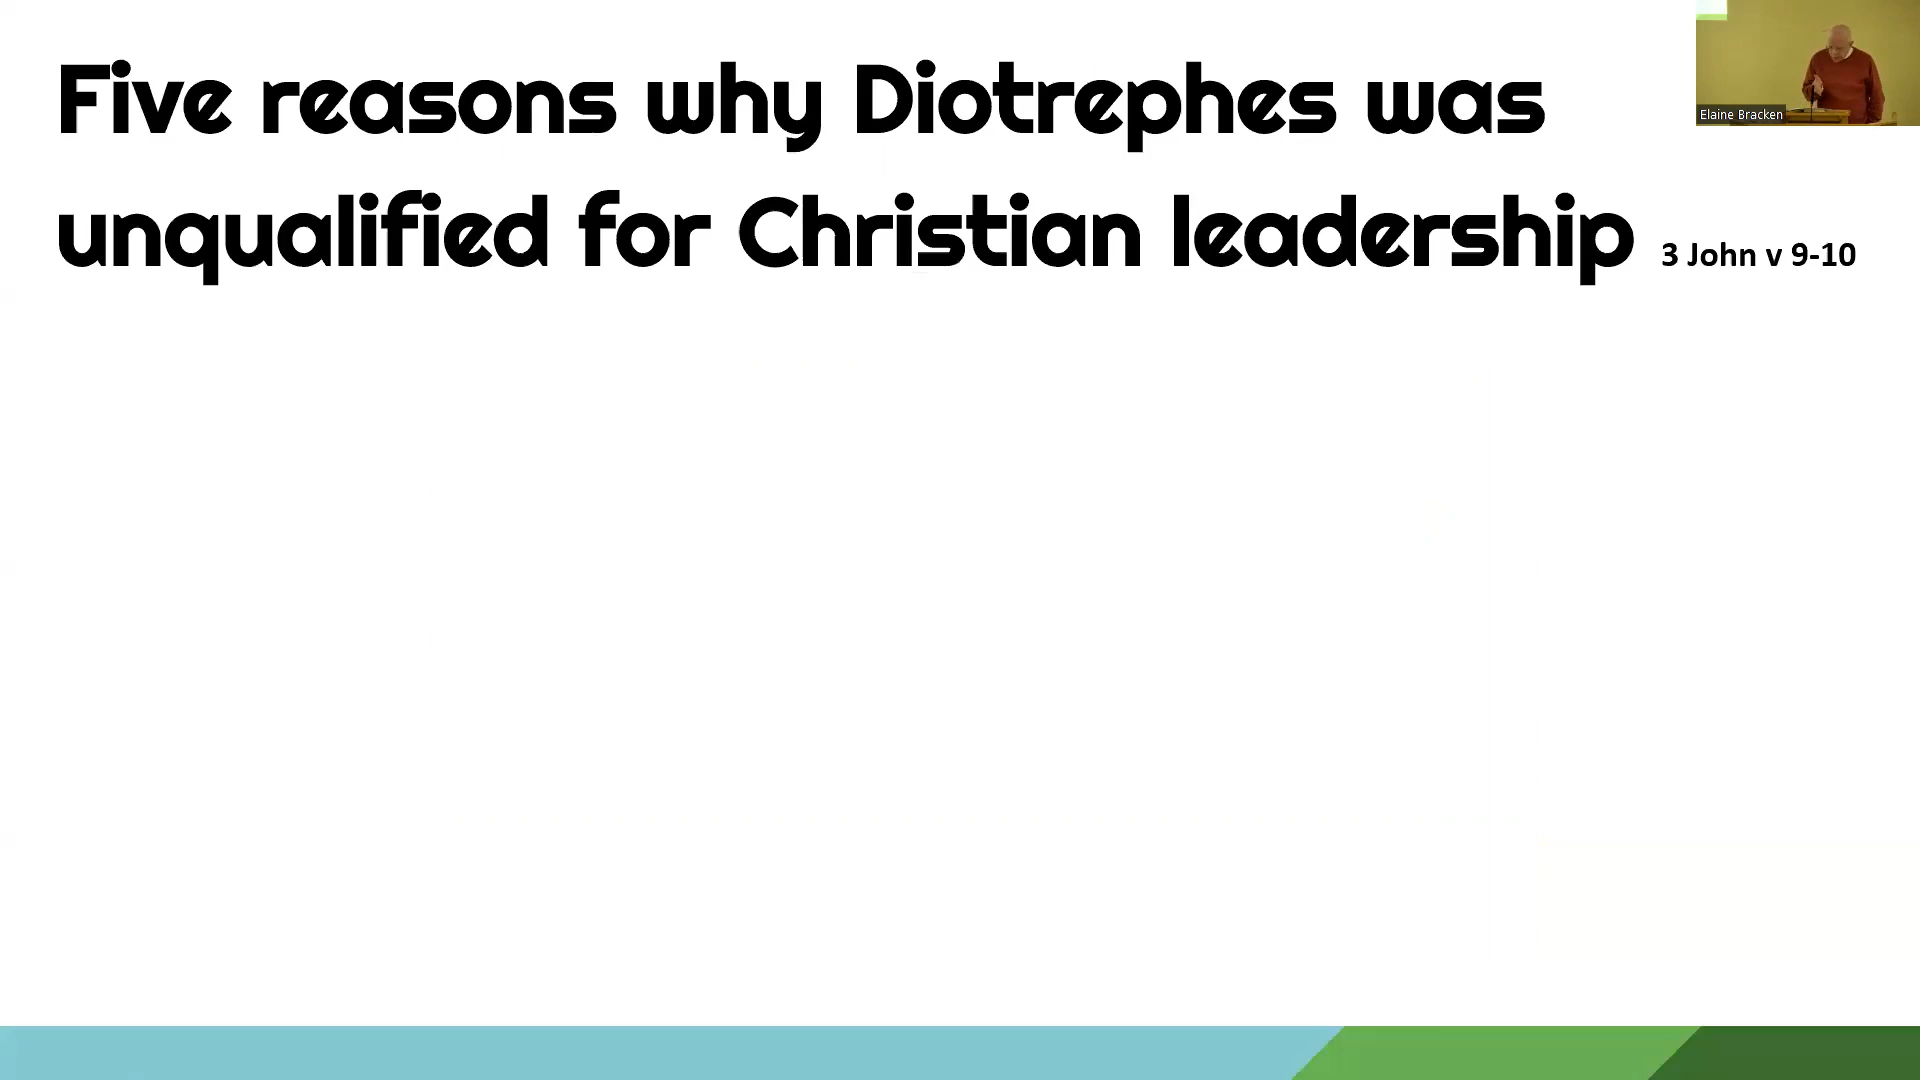 Five reasons why Diotrephes was
unqualified for Christian leadership 3 John v 9-10
Elaine Bracken